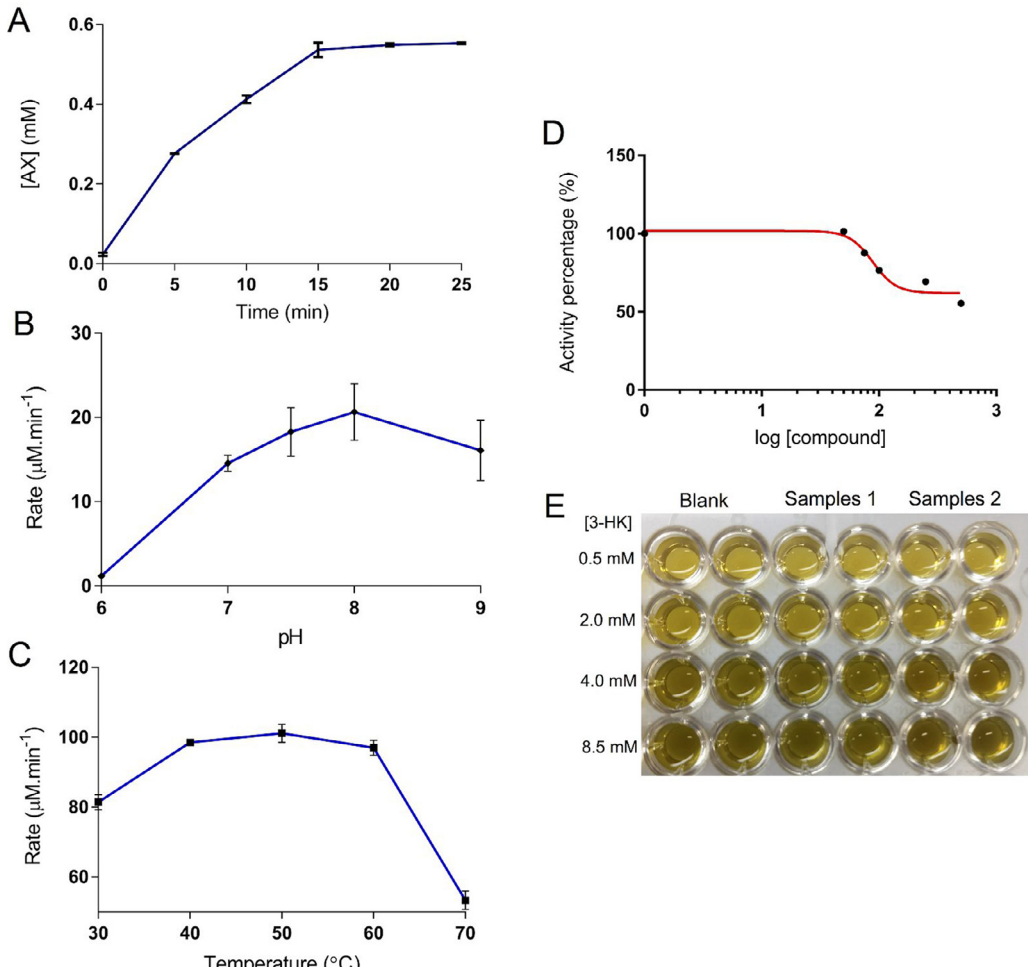 A
0.6
0.4
0.2
0.0
[AX] (mM)
0 5 10 15 20 25
Time (min)
B
30
20
10
0
Rate (µM.min-1)
6 7 8 9
pH
C
120
100
80
60
Rate (µM.min-1)
30 40 50 60 70
Temperature (°C)
D
150
100
50
0
Activity percentage (%)
0 1 2 3
log [compound]
E
Blank Samples 1 Samples 2
[3-HK]
0.5 mM
2.0 mM
4.0 mM
8.5 mM